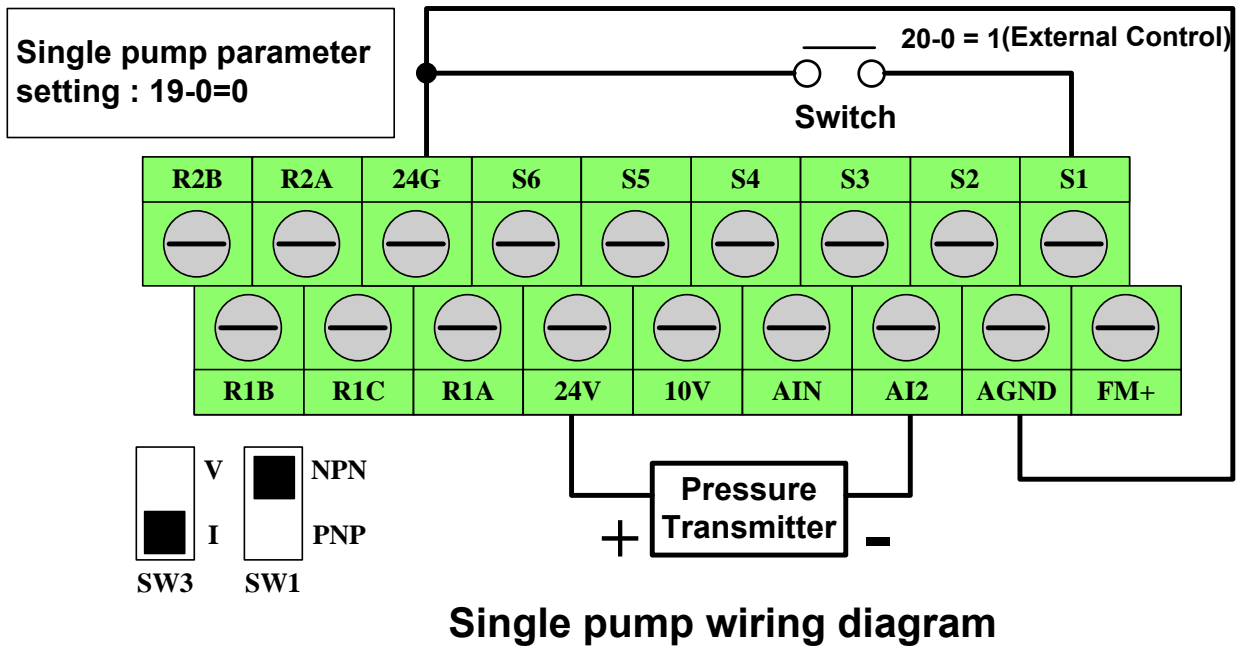 Single pump parameter
setting : 19-0=0
20-0 = 1(External Control)
Switch
R2B R2A 24G S6 S5 S4 S3 S2 S1
R1B R1C R1A 24V 10V AIN AI2 AGND FM+
V
I
SW3
NPN
PNP
SW1
Pressure
Transmitter
+ -
Single pump wiring diagram